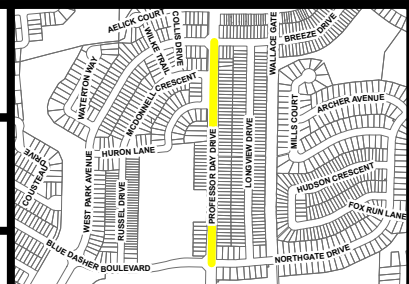 AELICK COURT
COLLIS DRIVE
WILKE TRAIL
WALLACE GATE
BREEZE DRIVE
WATERTON WAY
MCDONNELL CRESCENT
ARCHER AVENUE
MILLS COURT
HURON LANE
PROFESSOR DAY DRIVE
LONGVIEW DRIVE
COUSTEAU DRIVE
WEST PARK AVENUE
RUSSEL DRIVE
HUDSON CRESCENT
FOX RUN LANE
BLUE DASHER BOULEVARD
NORTHGATE DRIVE